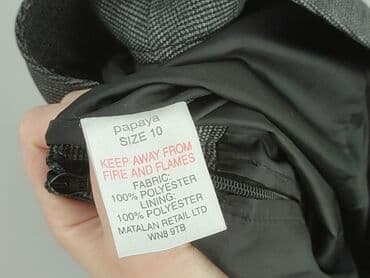 papaya
SIZE 10
KEEP AWAY FROM
FIRE AND FLAMES
FABRIC:
100% POLYESTER
LINING:
100% POLYESTER
MATALAN RETAIL LTD
WN8 9TB